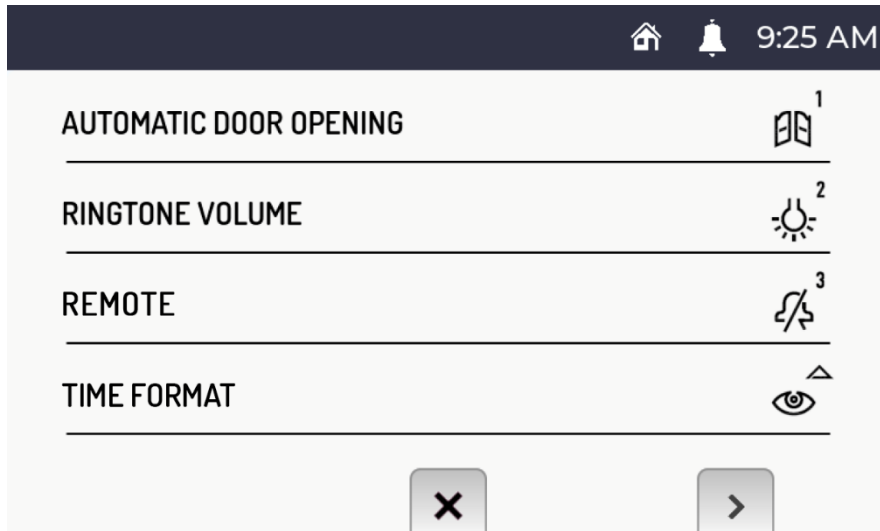 9:25 AM
AUTOMATIC DOOR OPENING 1
RINGTONE VOLUME 2
REMOTE 3
TIME FORMAT